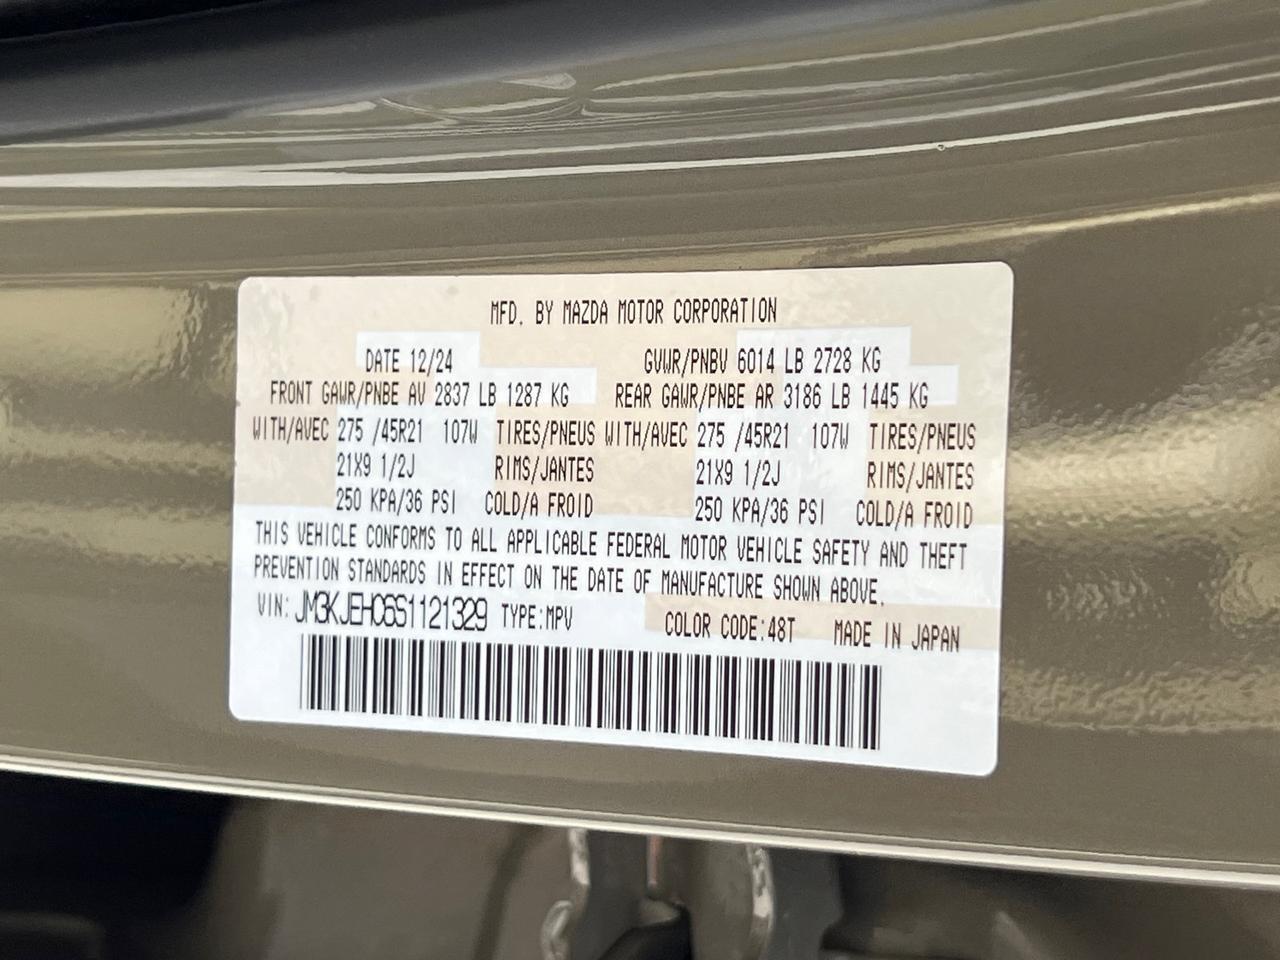 MFD. BY MAZDA MOTOR CORPORATION
DATE 12/24 GVWR/PNBV 6014 LB 2728 KG
FRONT GAWR/PNBE AV 2837 LB 1287 KG REAR GAWR/PNBE AR 3186 LB 1445 KG
WITH/AVEC 275 /45R21 107W TIRES/PNEUS WITH/AVEC 275 /45R21 107W TIRES/PNEUS
21X9 1/2J RIMS/JANTES 21X9 1/2J RIMS/JANTES
250 KPA/36 PSI COLD/A FROID 250 KPA/36 PSI COLD/A FROID
THIS VEHICLE CONFORMS TO ALL APPLICABLE FEDERAL MOTOR VEHICLE SAFETY AND THEFT
PREVENTION STANDARDS IN EFFECT ON THE DATE OF MANUFACTURE SHOWN ABOVE.
VIN: JM3KJEHC6S1121329 TYPE:MPV COLOR CODE:48T MADE IN JAPAN